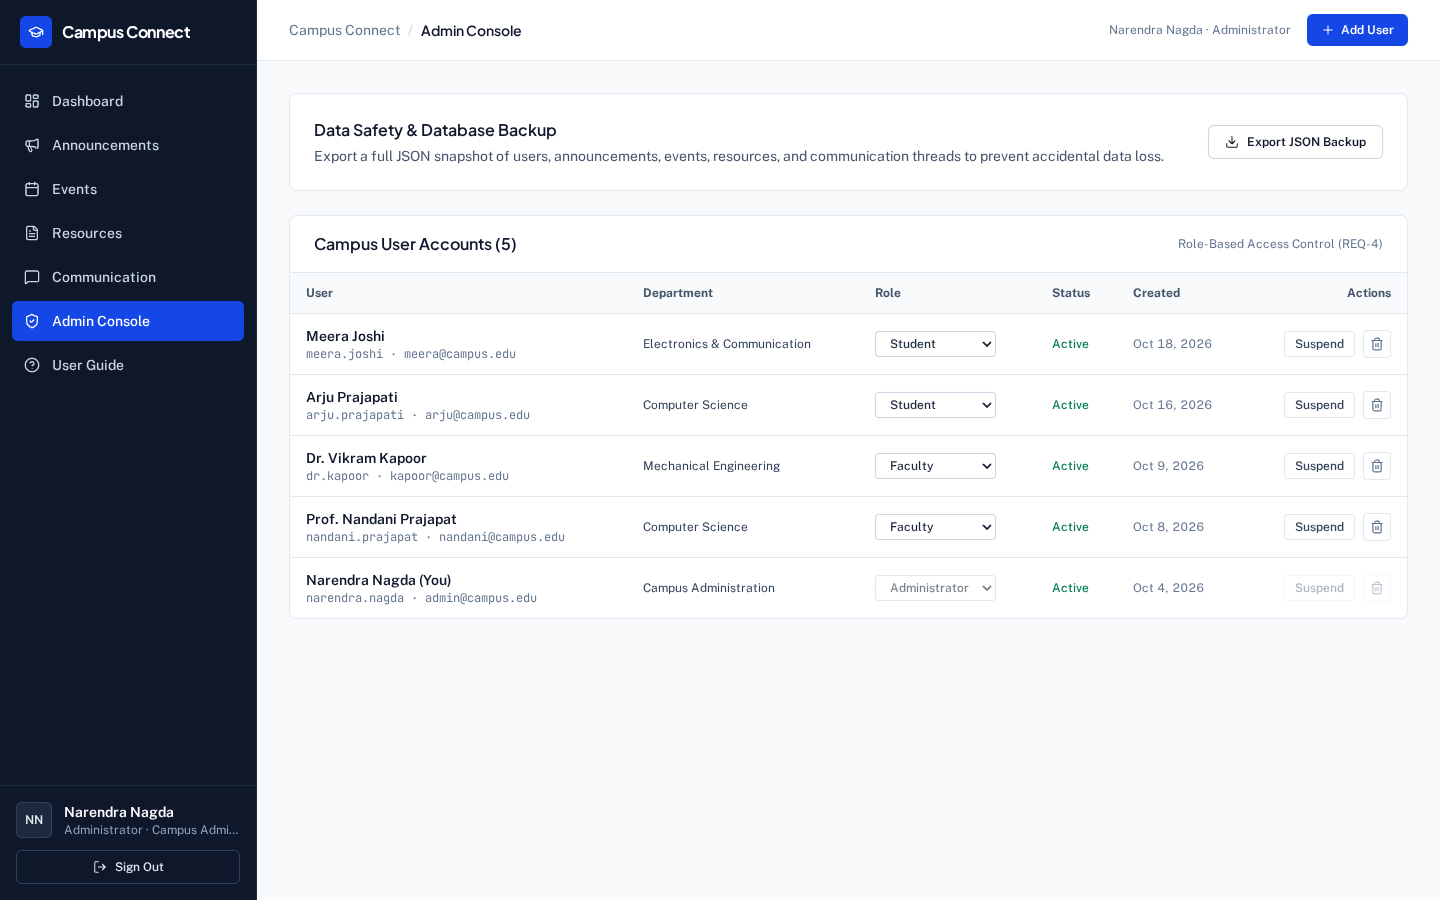 Campus Connect
Dashboard
Announcements
Events
Resources
Communication
Admin Console
User Guide
NN
Narendra Nagda
Administrator · Campus Admi...
Sign Out
Campus Connect / Admin Console
Narendra Nagda · Administrator
Add User
Data Safety & Database Backup
Export a full JSON snapshot of users, announcements, events, resources, and communication threads to prevent accidental data loss.
Export JSON Backup
Campus User Accounts (5)
Role-Based Access Control (REQ-4)
User Department Role Status Created Actions
Meera Joshi
meera.joshi · meera@campus.edu
Electronics & Communication Student Active Oct 18, 2026 Suspend
Arju Prajapati
arju.prajapati · arju@campus.edu
Computer Science Student Active Oct 16, 2026 Suspend
Dr. Vikram Kapoor
dr.kapoor · kapoor@campus.edu
Mechanical Engineering Faculty Active Oct 9, 2026 Suspend
Prof. Nandani Prajapat
nandani.prajapat · nandani@campus.edu
Computer Science Faculty Active Oct 8, 2026 Suspend
Narendra Nagda (You)
narendra.nagda · admin@campus.edu
Campus Administration Administrator Active Oct 4, 2026 Suspend